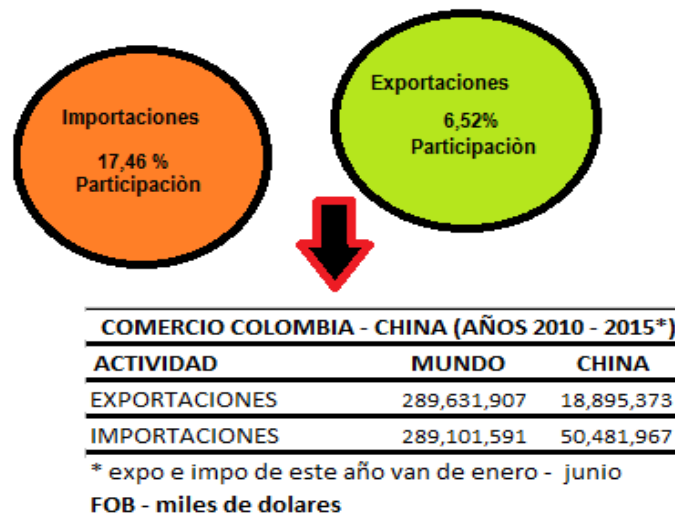 Importaciones
17,46 %
Participaciòn
Exportaciones
6,52%
Participaciòn
COMERCIO COLOMBIA - CHINA (AÑOS 2010 - 2015*)
ACTIVIDAD MUNDO CHINA
EXPORTACIONES 289,631,907 18,895,373
IMPORTACIONES 289,101,591 50,481,967
* expo e impo de este año van de enero - junio
FOB - miles de dolares